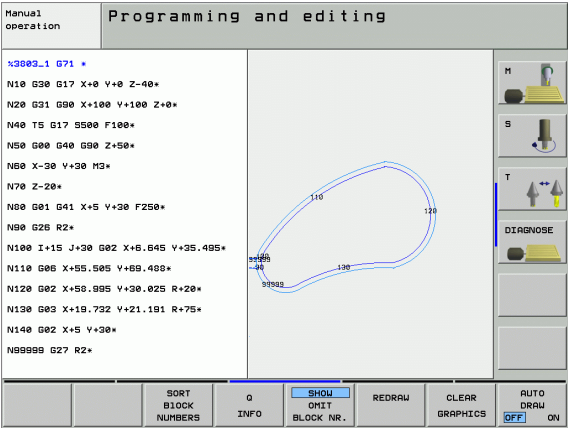 Manual
operation
Programming and editing
%3803_1 G71 *
N10 G30 G17 X+0 Y+0 Z-40*
N20 G31 G90 X+100 Y+100 Z+0*
N40 T5 G17 S500 F100*
N50 G00 G40 G90 Z+50*
N60 X-30 Y+30 M3*
N70 Z-20*
N80 G01 G41 X+5 Y+30 F250*
N90 G26 R2*
N100 I+15 J+30 G02 X+6.645 Y+35.495*
N110 G06 X+55.505 Y+69.488*
N120 G02 X+58.995 Y+30.025 R+20*
N130 G03 X+19.732 Y+21.191 R+75*
N140 G02 X+5 Y+30*
N99999 G27 R2*
110
120
99999
90
130
99999
M
S
T
DIAGNOSE
SORT
BLOCK
NUMBERS
Q
INFO
SHOW
OMIT
BLOCK NR.
REDRAW
CLEAR
GRAPHICS
AUTO
DRAW
OFF ON